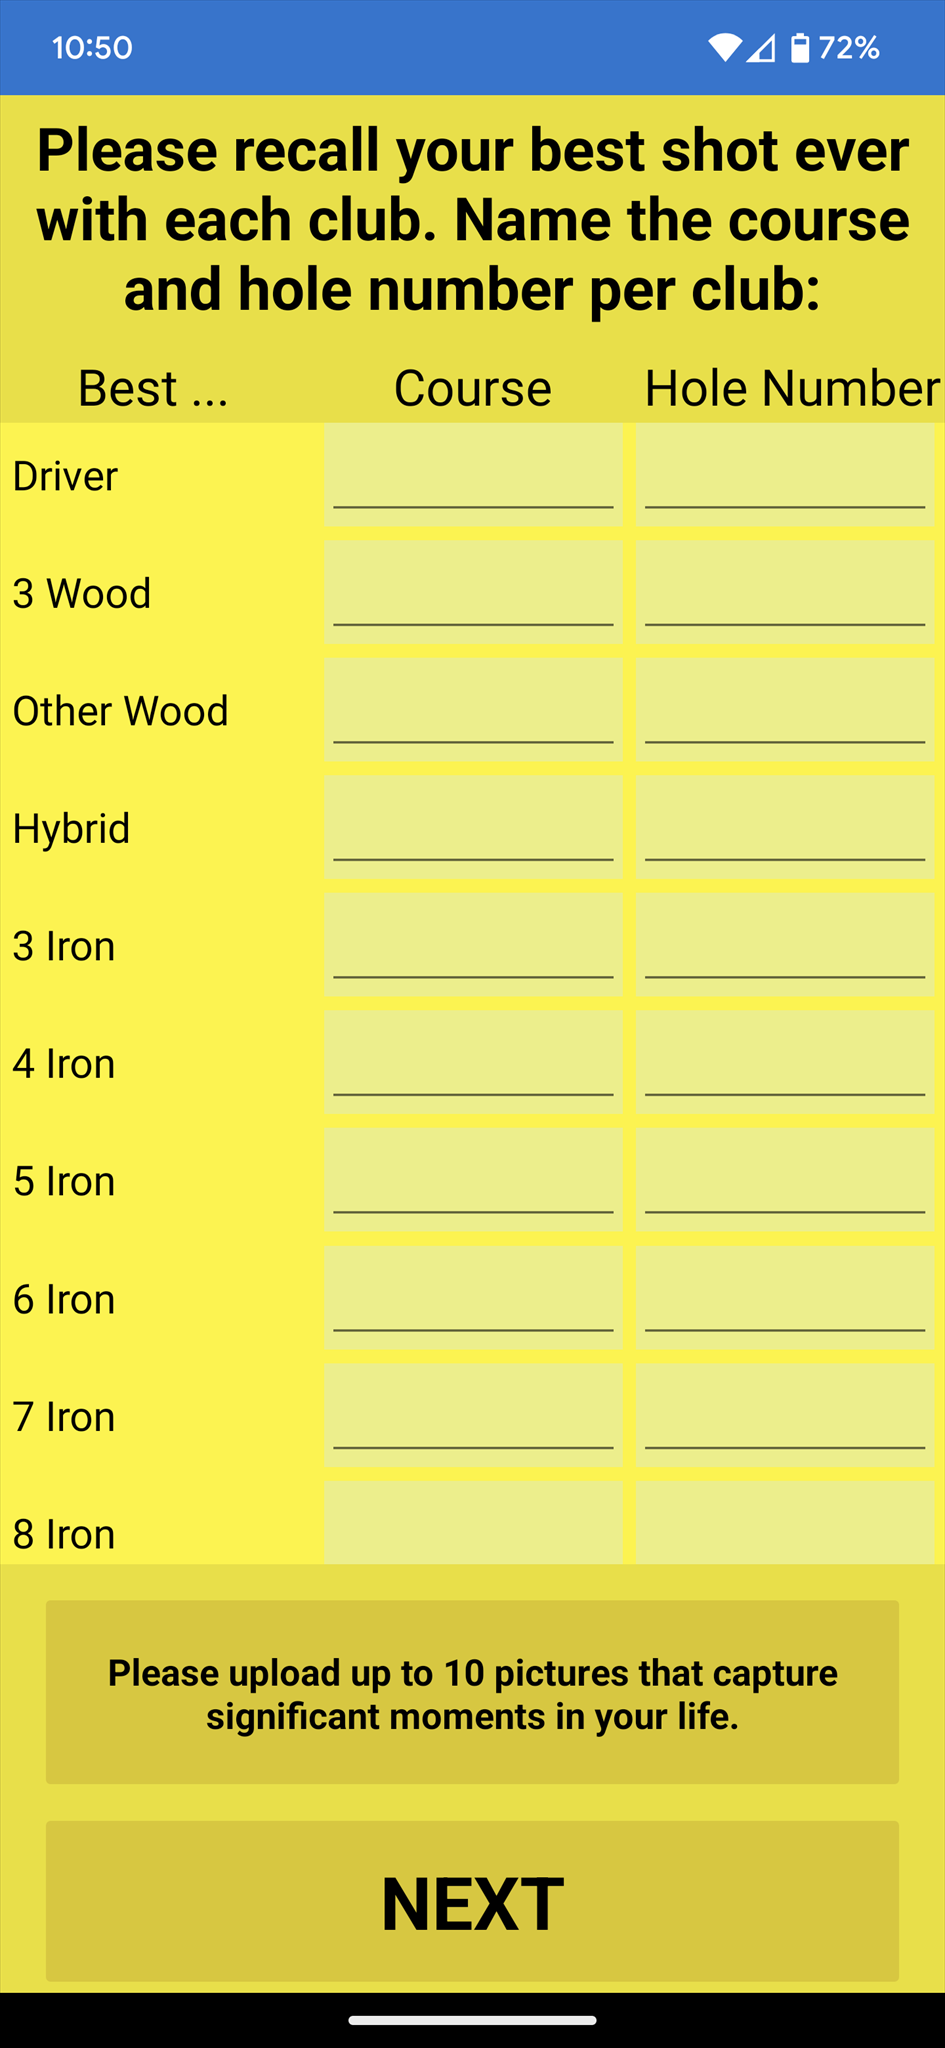 10:50
72%
Please recall your best shot ever
with each club. Name the course
and hole number per club:
Best ... Course Hole Number
Driver
3 Wood
Other Wood
Hybrid
3 Iron
4 Iron
5 Iron
6 Iron
7 Iron
8 Iron
Please upload up to 10 pictures that capture
significant moments in your life.
NEXT